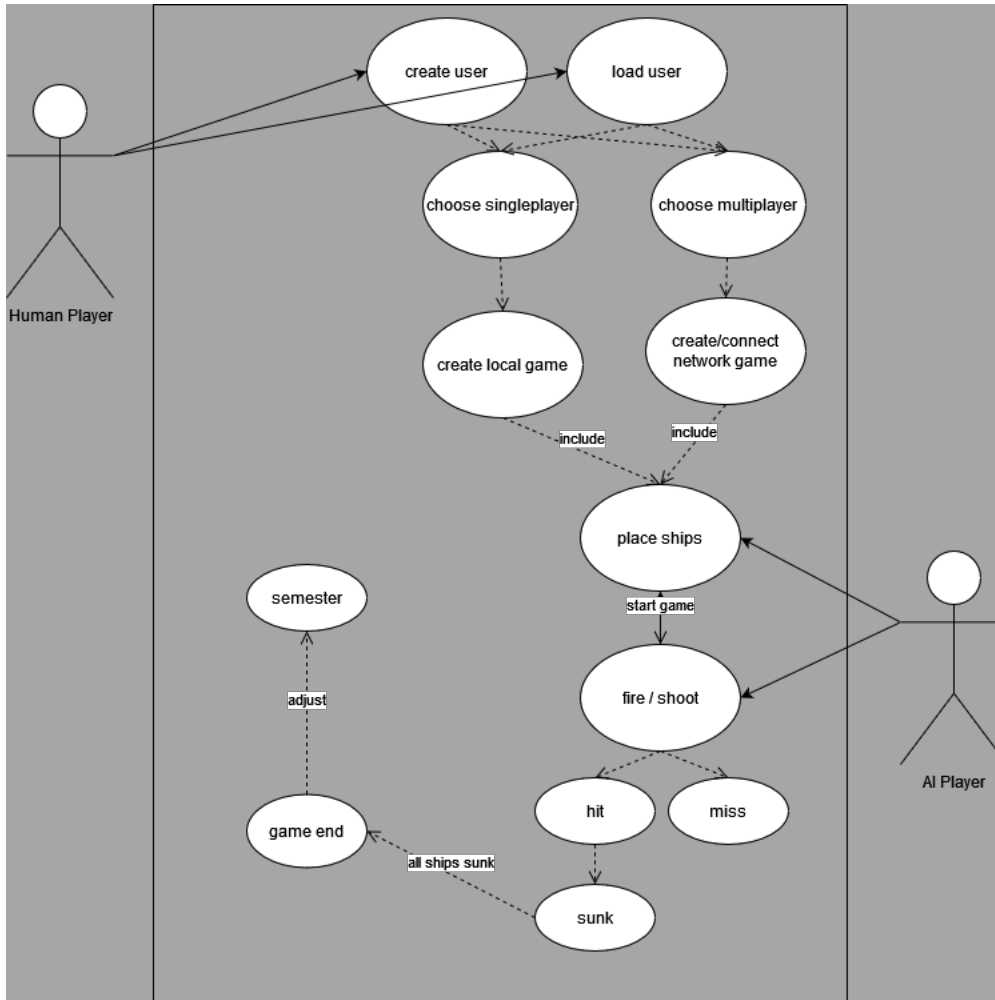 create user
load user
choose singleplayer
choose multiplayer
Human Player
create local game
create/connect
network game
include
include
place ships
start game
semester
fire / shoot
adjust
AI Player
hit
miss
game end
all ships sunk
sunk